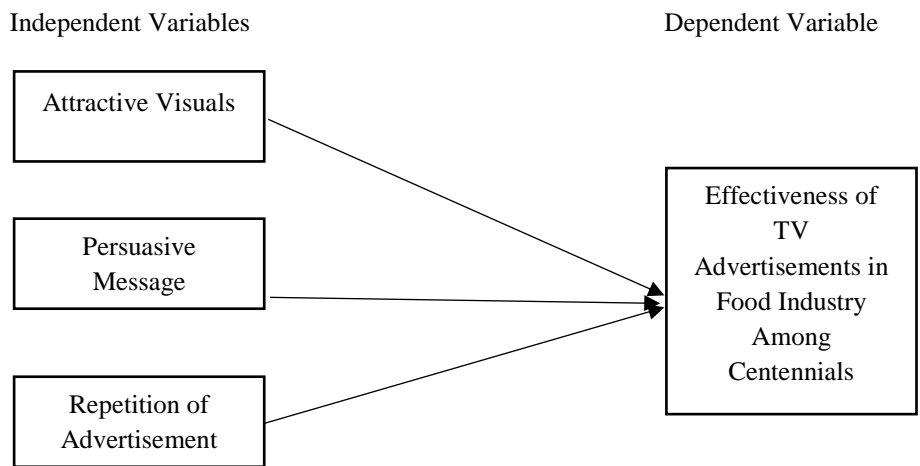 Independent Variables
Dependent Variable
Attractive Visuals
Persuasive
Message
Repetition of
Advertisement
Effectiveness of
TV
Advertisements in
Food Industry
Among
Centennials